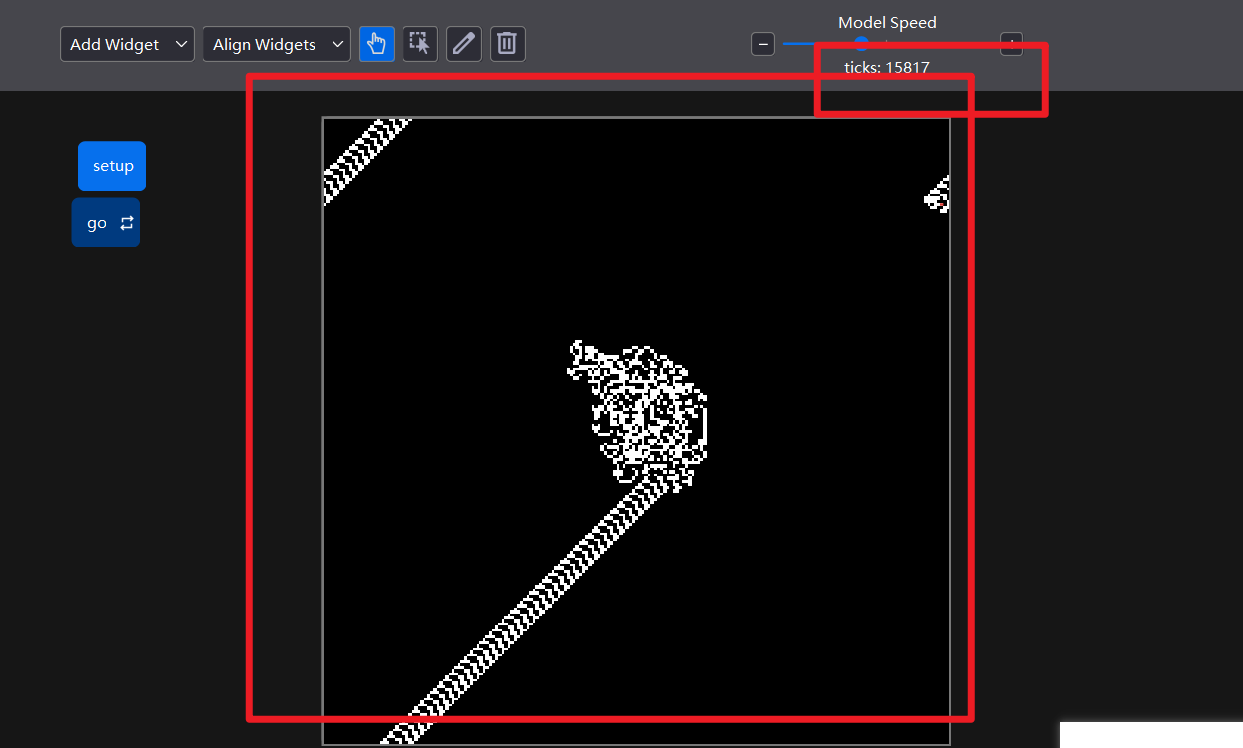 Model Speed
Add Widget
Align Widgets
ticks: 15817
setup
go